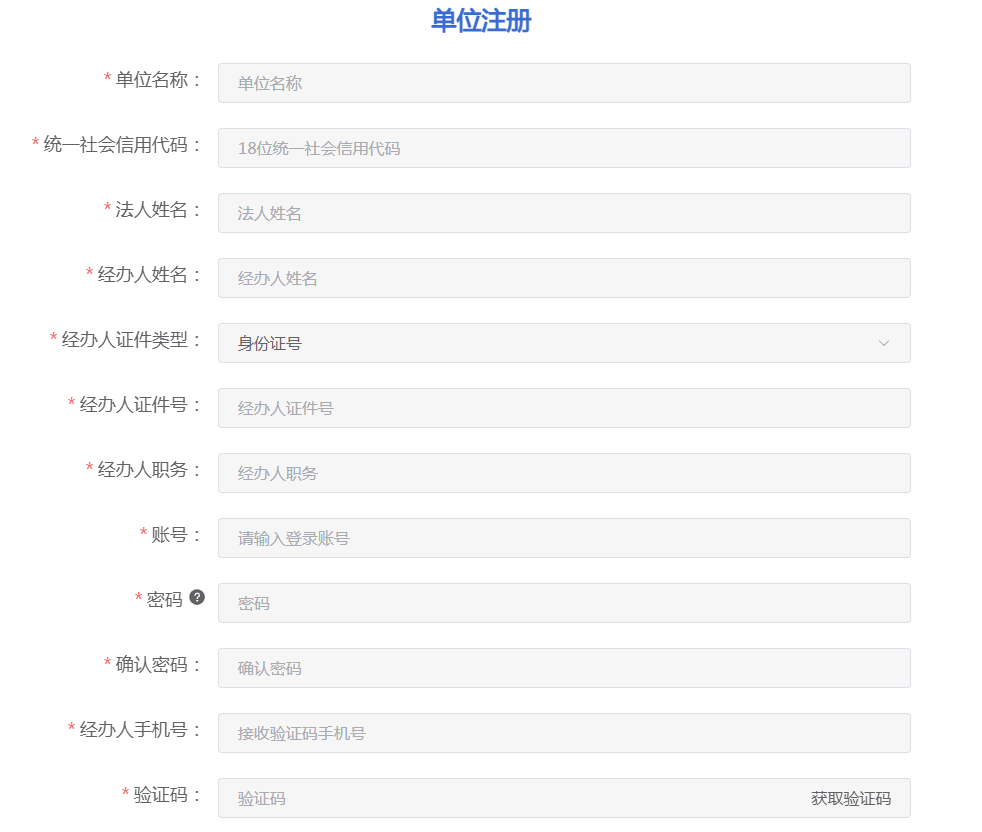 单位注册
* 单位名称： 单位名称
* 统一社会信用代码： 18位统一社会信用代码
* 法人姓名： 法人姓名
* 经办人姓名： 经办人姓名
* 经办人证件类型： 身份证号
* 经办人证件号： 经办人证件号
* 经办人职务： 经办人职务
* 账号： 请输入登录账号
* 密码 ? 密码
* 确认密码： 确认密码
* 经办人手机号： 接收验证码手机号
* 验证码： 验证码 获取验证码